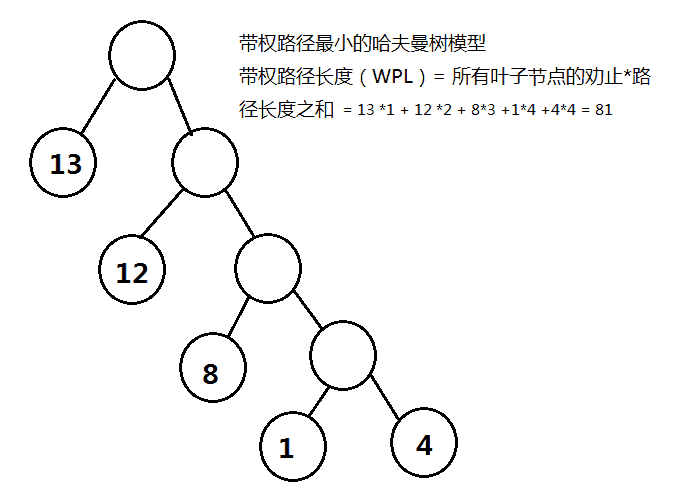 带权路径最小的哈夫曼树模型
带权路径长度（WPL）= 所有叶子节点的劝止*路
径长度之和 = 13 *1 + 12 *2 + 8*3 +1*4 +4*4 = 81
13
12
8
1
4